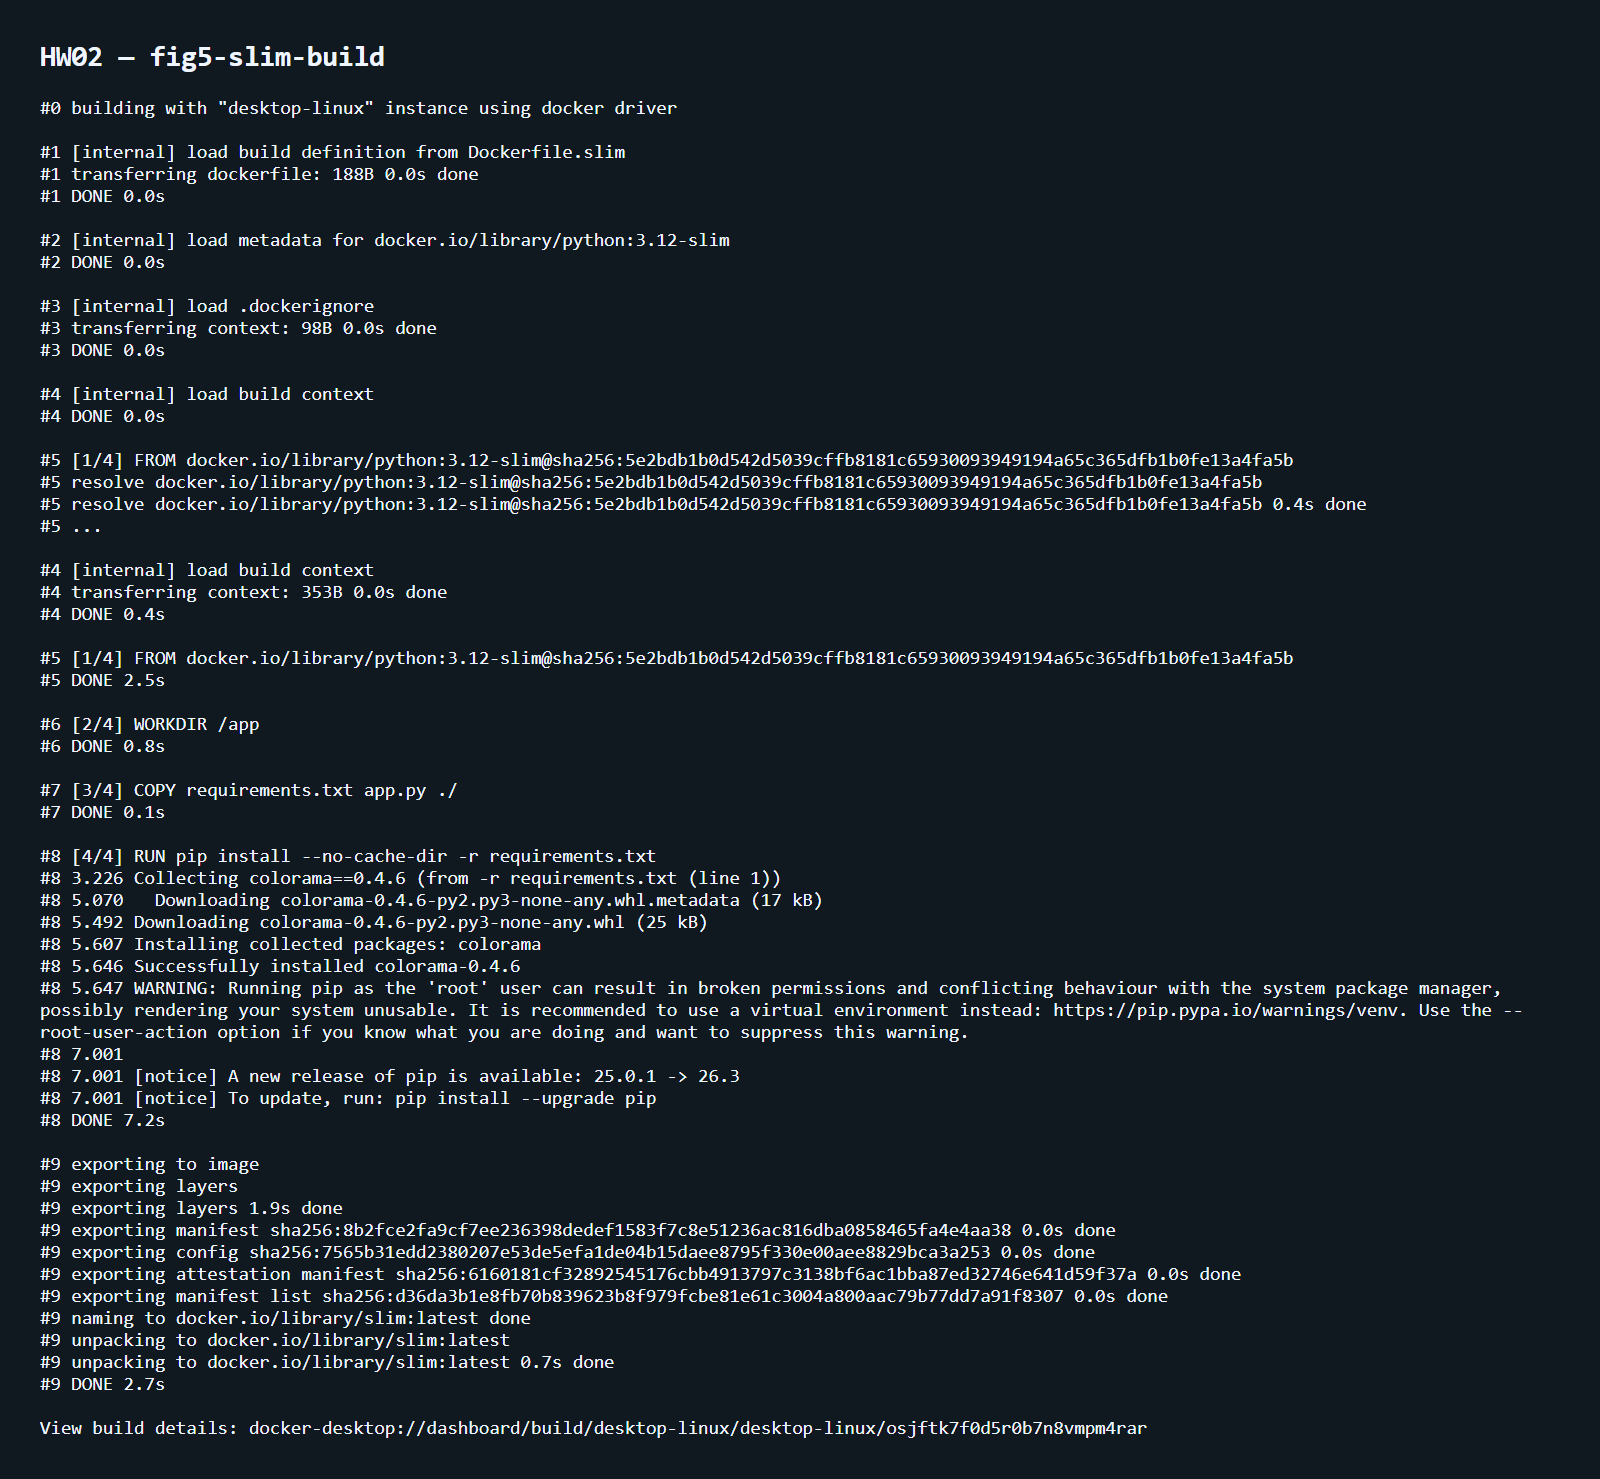 HW02 — fig5-slim-build
#0 building with "desktop-linux" instance using docker driver
#1 [internal] load build definition from Dockerfile.slim
#1 transferring dockerfile: 188B 0.0s done
#1 DONE 0.0s
#2 [internal] load metadata for docker.io/library/python:3.12-slim
#2 DONE 0.0s
#3 [internal] load .dockerignore
#3 transferring context: 98B 0.0s done
#3 DONE 0.0s
#4 [internal] load build context
#4 DONE 0.0s
#5 [1/4] FROM docker.io/library/python:3.12-slim@sha256:5e2bdb1b0d542d5039cffb8181c65930093949194a65c365dfb1b0fe13a4fa5b
#5 resolve docker.io/library/python:3.12-slim@sha256:5e2bdb1b0d542d5039cffb8181c65930093949194a65c365dfb1b0fe13a4fa5b
#5 resolve docker.io/library/python:3.12-slim@sha256:5e2bdb1b0d542d5039cffb8181c65930093949194a65c365dfb1b0fe13a4fa5b 0.4s done
#5 ...
#4 [internal] load build context
#4 transferring context: 353B 0.0s done
#4 DONE 0.4s
#5 [1/4] FROM docker.io/library/python:3.12-slim@sha256:5e2bdb1b0d542d5039cffb8181c65930093949194a65c365dfb1b0fe13a4fa5b
#5 DONE 2.5s
#6 [2/4] WORKDIR /app
#6 DONE 0.8s
#7 [3/4] COPY requirements.txt app.py ./
#7 DONE 0.1s
#8 [4/4] RUN pip install --no-cache-dir -r requirements.txt
#8 3.226 Collecting colorama==0.4.6 (from -r requirements.txt (line 1))
#8 5.070   Downloading colorama-0.4.6-py2.py3-none-any.whl.metadata (17 kB)
#8 5.492 Downloading colorama-0.4.6-py2.py3-none-any.whl (25 kB)
#8 5.607 Installing collected packages: colorama
#8 5.646 Successfully installed colorama-0.4.6
#8 5.647 WARNING: Running pip as the 'root' user can result in broken permissions and conflicting behaviour with the system package manager,
possibly rendering your system unusable. It is recommended to use a virtual environment instead: https://pip.pypa.io/warnings/venv. Use the --
root-user-action option if you know what you are doing and want to suppress this warning.
#8 7.001
#8 7.001 [notice] A new release of pip is available: 25.0.1 -> 26.3
#8 7.001 [notice] To update, run: pip install --upgrade pip
#8 DONE 7.2s
#9 exporting to image
#9 exporting layers
#9 exporting layers 1.9s done
#9 exporting manifest sha256:8b2fce2fa9cf7ee236398dedef1583f7c8e51236ac816dba0858465fa4e4aa38 0.0s done
#9 exporting config sha256:7565b31edd2380207e53de5efa1de04b15daee8795f330e00aee8829bca3a253 0.0s done
#9 exporting attestation manifest sha256:6160181cf32892545176cbb4913797c3138bf6ac1bba87ed32746e641d59f37a 0.0s done
#9 exporting manifest list sha256:d36da3b1e8fb70b839623b8f979fcbe81e61c3004a800aac79b77dd7a91f8307 0.0s done
#9 naming to docker.io/library/slim:latest done
#9 unpacking to docker.io/library/slim:latest
#9 unpacking to docker.io/library/slim:latest 0.7s done
#9 DONE 2.7s
View build details: docker-desktop://dashboard/build/desktop-linux/desktop-linux/osjftk7f0d5r0b7n8vmpm4rar